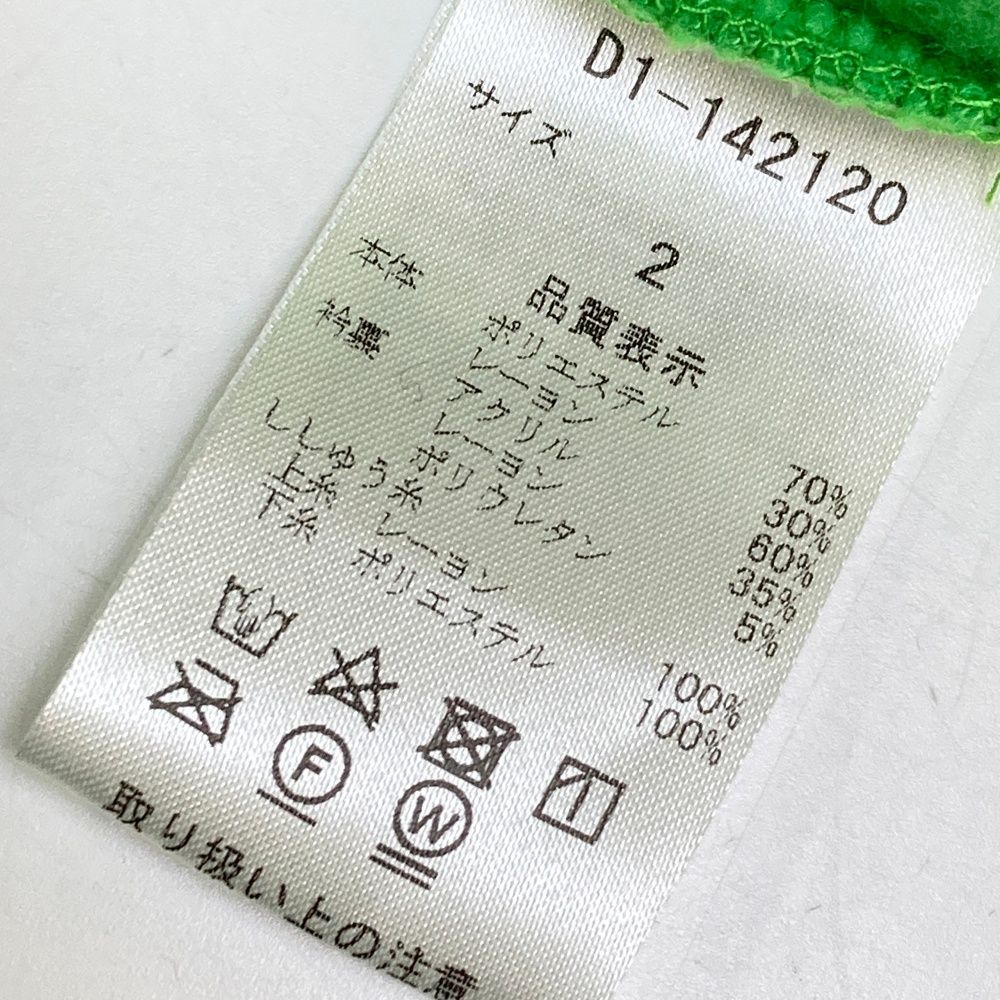 D1-142120
サイズ
2
品質表示
本体 ポリエステル 70%
レーヨン 30%
衿裏 アクリル 60%
レーヨン 35%
ポリウレタン 5%
ししゅう糸
上糸 レーヨン 100%
下糸 ポリエステル 100%
F
W
取り扱い上の注意